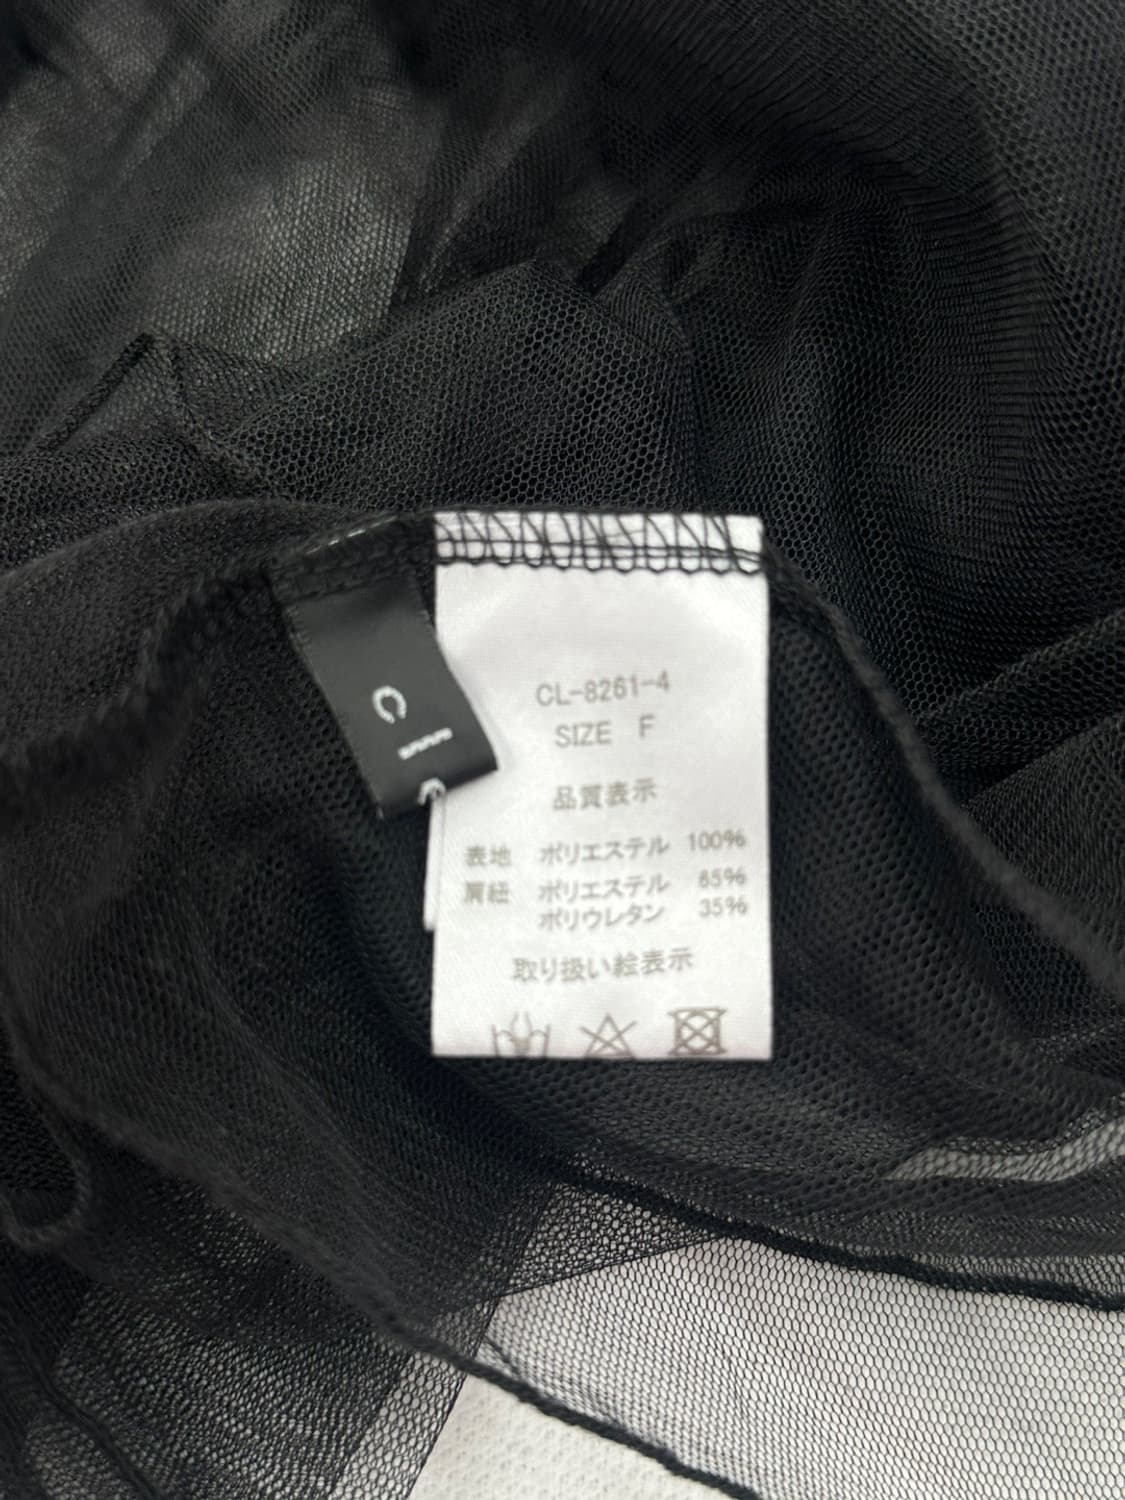 CL-8261-4
SIZE F
品質表示
表地 ポリエステル 100%
肩紐 ポリエステル 65%
ポリウレタン 35%
取り扱い絵表示